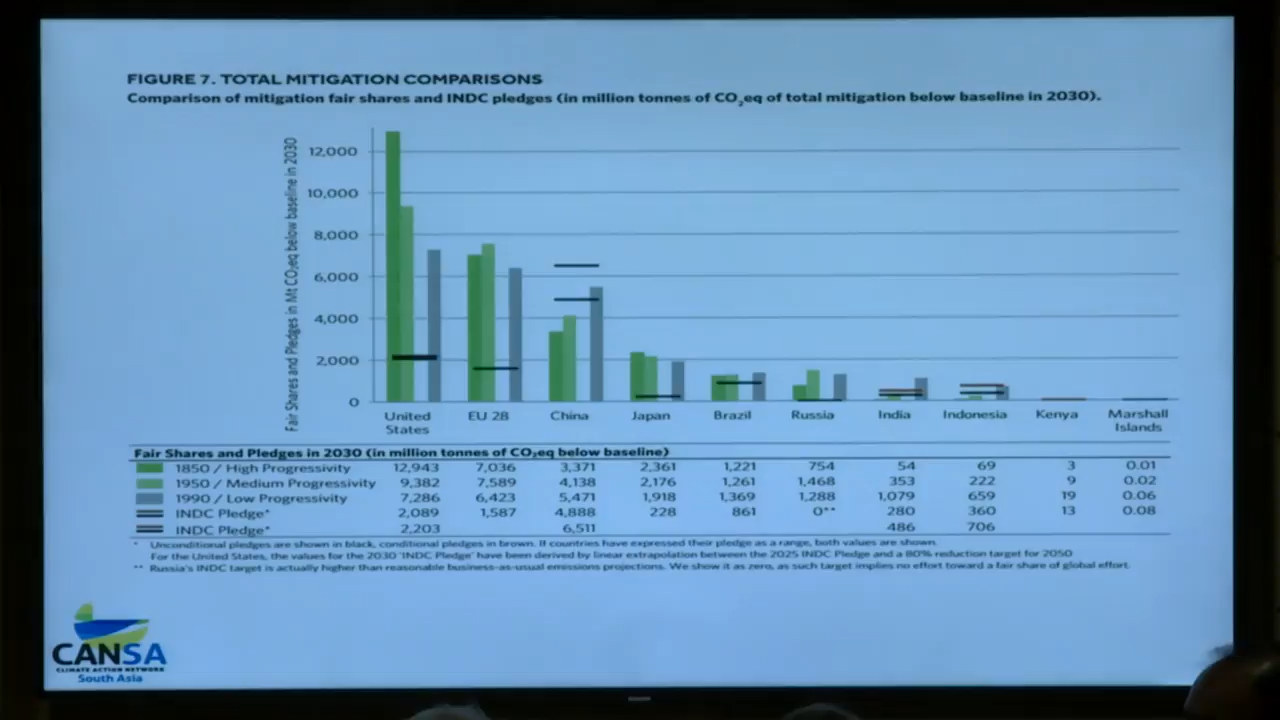 FIGURE 7. TOTAL MITIGATION COMPARISONS
Comparison of mitigation fair shares and INDC pledges (in million tonnes of CO₂eq of total mitigation below baseline in 2030).
Fair Shares and Pledges in Mt CO₂eq below baseline in 2030
12,000
10,000
8,000
6,000
4,000
2,000
0
United States EU 28 China Japan Brazil Russia India Indonesia Kenya Marshall Islands
Fair Shares and Pledges in 2030 (in million tonnes of CO₂eq below baseline)
1850 / High Progressivity 12,943 7,036 3,371 2,361 1,221 754 54 69 3 0.01
1950 / Medium Progressivity 9,382 7,589 4,138 2,176 1,261 1,468 353 222 9 0.02
1990 / Low Progressivity 7,286 6,423 5,471 1,918 1,369 1,288 1,079 659 19 0.06
INDC Pledge* 2,089 1,587 4,888 228 861 0** 280 360 13 0.08
INDC Pledge* 2,203 6,511 486 706
* Unconditional pledges are shown in black, conditional pledges in brown. If countries have expressed their pledge as a range, both values are shown.
For the United States, the values for the 2030 'INDC Pledge' have been derived by linear extrapolation between the 2025 INDC Pledge and a 80% reduction target for 2050
** Russia's INDC target is actually higher than reasonable business-as-usual emissions projections. We show it as zero, as such target implies no effort toward a fair share of global effort.
CANSA
CLIMATE ACTION NETWORK
South Asia